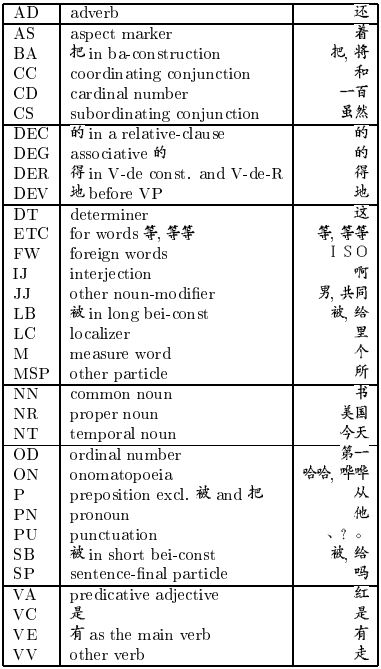 AD adverb 还
AS aspect marker 着
BA 把 in ba-construction 把, 将
CC coordinating conjunction 和
CD cardinal number 一百
CS subordinating conjunction 虽然
DEC 的 in a relative-clause 的
DEG associative 的 的
DER 得 in V-de const. and V-de-R 得
DEV 地 before VP 地
DT determiner 这
ETC for words 等, 等等 等, 等等
FW foreign words ＩＳＯ
IJ interjection 啊
JJ other noun-modifier 男, 共同
LB 被 in long bei-const 被, 给
LC localizer 里
M measure word 个
MSP other particle 所
NN common noun 书
NR proper noun 美国
NT temporal noun 今天
OD ordinal number 第一
ON onomatopoeia 哈哈, 哗哗
P preposition excl. 被 and 把 从
PN pronoun 他
PU punctuation 、？。
SB 被 in short bei-const 被, 给
SP sentence-final particle 吗
VA predicative adjective 红
VC 是 是
VE 有 as the main verb 有
VV other verb 走